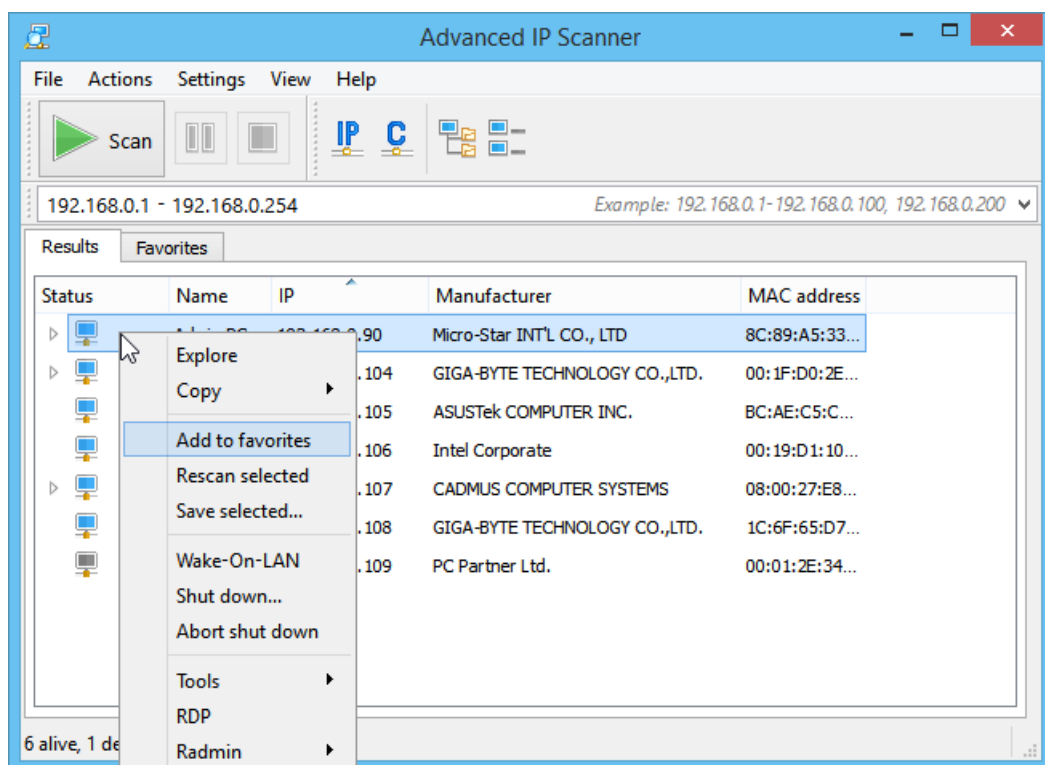 Advanced IP Scanner
File Actions Settings View Help
Scan IP C
192.168.0.1 - 192.168.0.254 Example: 192.168.0.1-192.168.0.100, 192.168.0.200
Results Favorites
Status Name IP Manufacturer MAC address
.90 Micro-Star INT'L CO., LTD 8C:89:A5:33...
Explore
.104 GIGA-BYTE TECHNOLOGY CO.,LTD. 00:1F:D0:2E...
Copy
.105 ASUSTek COMPUTER INC. BC:AE:C5:C...
Add to favorites
.106 Intel Corporate 00:19:D1:10...
Rescan selected
.107 CADMUS COMPUTER SYSTEMS 08:00:27:E8...
Save selected...
.108 GIGA-BYTE TECHNOLOGY CO.,LTD. 1C:6F:65:D7...
Wake-On-LAN
.109 PC Partner Ltd. 00:01:2E:34...
Shut down...
Abort shut down
Tools
RDP
6 alive, 1 de
Radmin